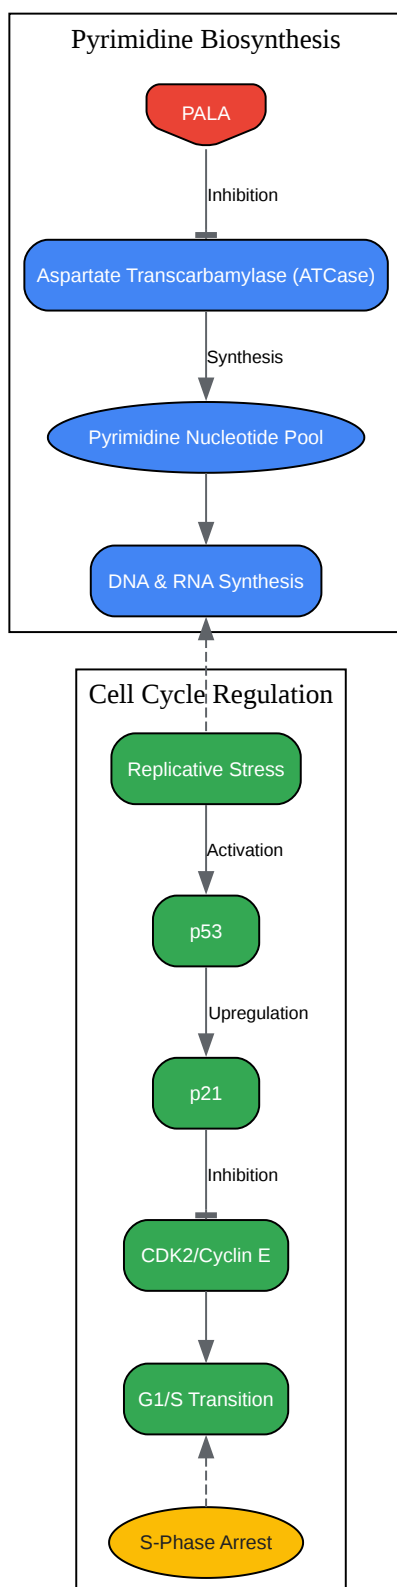 Pyrimidine Biosynthesis
PALA
Inhibition
Aspartate Transcarbamylase (ATCase)
Synthesis
Pyrimidine Nucleotide Pool
DNA & RNA Synthesis
Cell Cycle Regulation
Replicative Stress
Activation
p53
Upregulation
p21
Inhibition
CDK2/Cyclin E
G1/S Transition
S-Phase Arrest